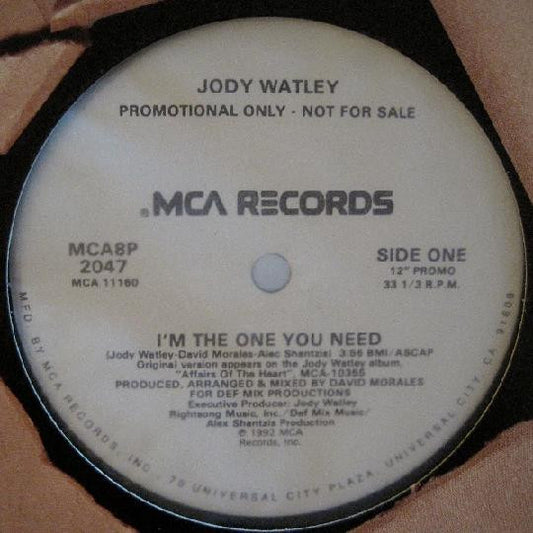 JODY WATLEY
PROMOTIONAL ONLY - NOT FOR SALE
®MCA RECORDS
MCA8P
2047
MCA 11160
SIDE ONE
12" PROMO
33 1/3 R.P.M.
I'M THE ONE YOU NEED
(Jody Watley-David Morales-Alec Shantzis) 3:56 BMI/ASCAP
Original version appears on the Jody Watley album,
"Affairs Of The Heart". MCA-10355
PRODUCED, ARRANGED & MIXED BY DAVID MORALES
FOR DEF MIX PRODUCTIONS
Executive Producer: Jody Watley
Rightsong Music, Inc./Def Mix Music/
Alex Shantzis Production
© 1992 MCA
Records, Inc.
MFD. BY MCA RECORDS, INC. - 70 UNIVERSAL CITY PLAZA, UNIVERSAL CITY, CA. 91608